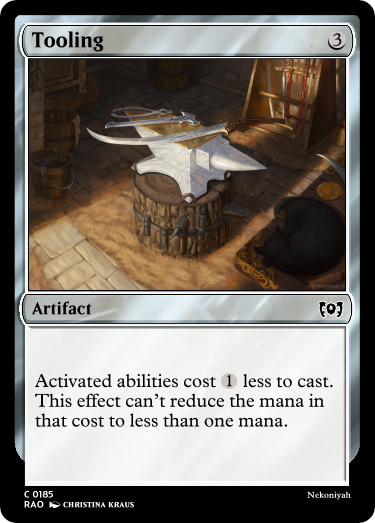 Tooling 3
Artifact
Activated abilities cost 1 less to cast.
This effect can't reduce the mana in
that cost to less than one mana.
C 0185
RAO CHRISTINA KRAUS
Nekoniyah